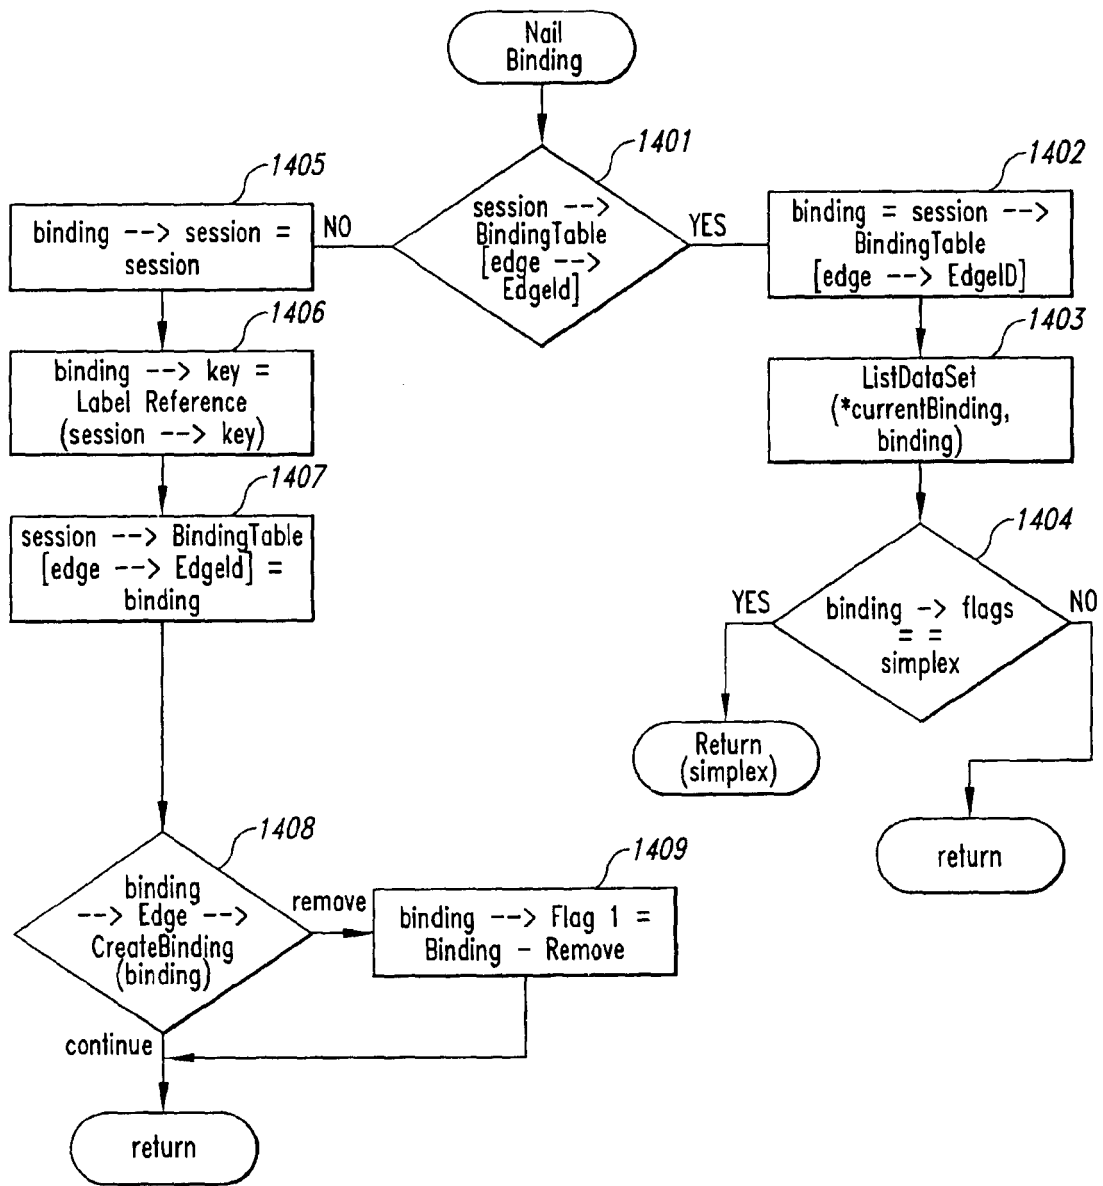 Nail
Binding
1401
session --> 
BindingTable
[edge -->
EdgeId]
NO
YES
1405
binding --> session =
session
1406
binding --> key =
Label Reference
(session --> key)
1407
session --> BindingTable
[edge --> EdgeId] =
binding
1408
binding
--> Edge -->
CreateBinding
(binding)
remove
continue
1409
binding --> Flag 1 =
Binding - Remove
return
1402
binding = session -->
BindingTable
[edge --> EdgeID]
1403
ListDataSet
(*currentBinding,
binding)
1404
binding -> flags
= =
simplex
YES
NO
Return
(simplex)
return